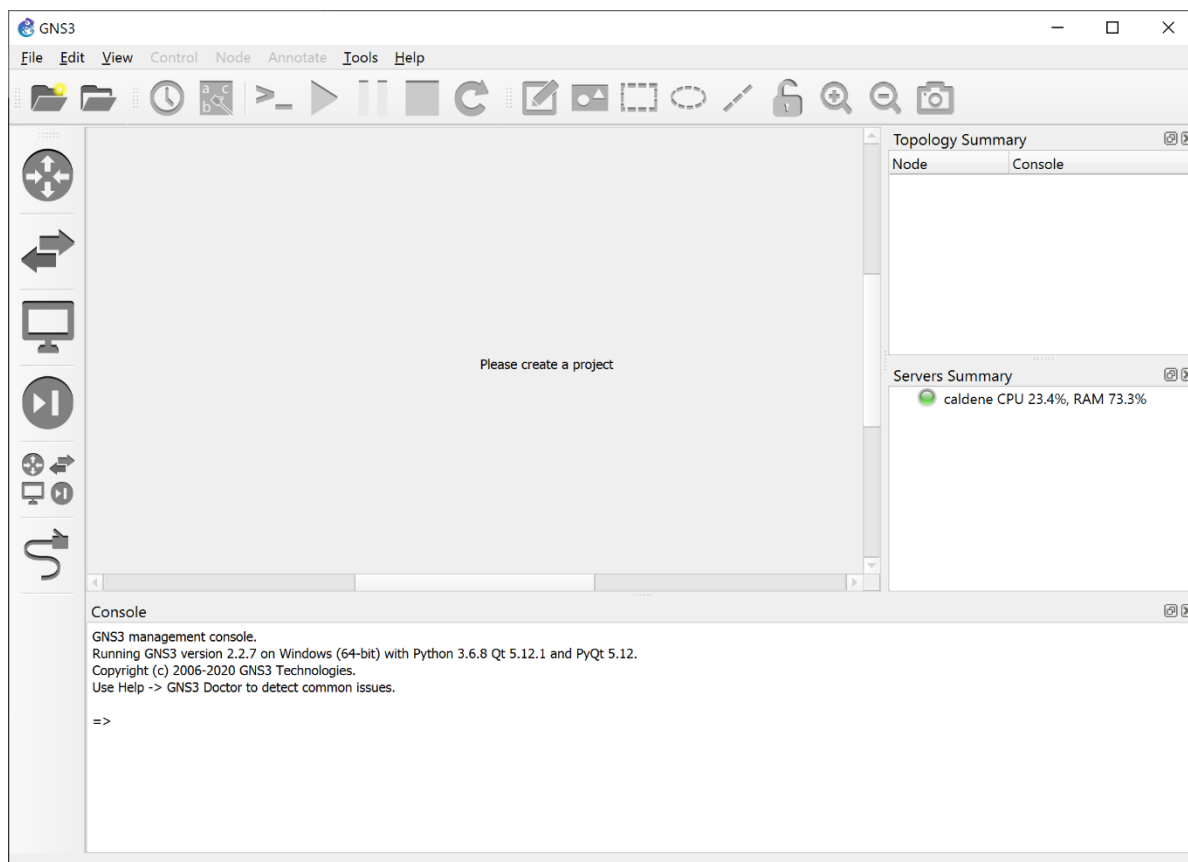 GNS3
File Edit View Control Node Annotate Tools Help
a c
b
Topology Summary
Node Console
Please create a project
Servers Summary
caldene CPU 23.4%, RAM 73.3%
Console
GNS3 management console.
Running GNS3 version 2.2.7 on Windows (64-bit) with Python 3.6.8 Qt 5.12.1 and PyQt 5.12.
Copyright (c) 2006-2020 GNS3 Technologies.
Use Help -> GNS3 Doctor to detect common issues.
=>